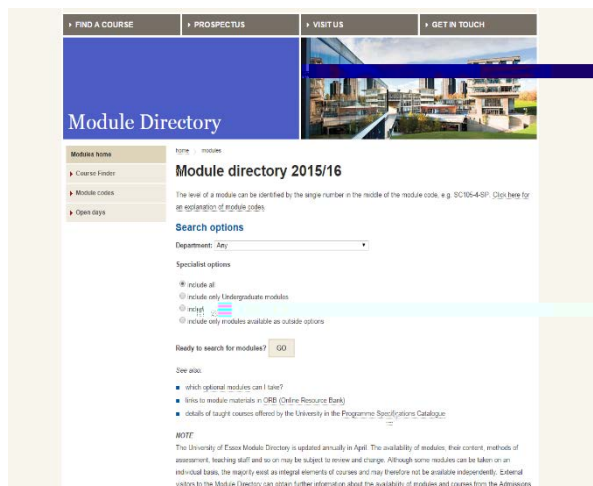 FIND A COURSE
PROSPECTUS
VISIT US
GET IN TOUCH
Module Directory
Modules home
Course Finder
Module codes
Open days
home : modules
Module directory 2015/16
The level of a module can be identified by the single number in the middle of the module code, e.g. SC105-4-SP. Click here for
an explanation of module codes.
Search options
Department: Any
Specialist options
include all
include only Undergraduate modules
include only modules available as outside options
Ready to search for modules? GO
See also:
which optional modules can I take?
links to module materials in ORB (Online Resource Bank)
details of taught courses offered by the University in the Programme Specifications Catalogue
NOTE
The University of Essex Module Directory is updated annually in April. The availability of modules, their content, methods of
assessment, teaching staff and so on may be subject to review and change. Although some modules can be taken on an
individual basis, the majority exist as integral elements of courses and may therefore not be available independently. External
visitors to the Module Directory can obtain further information about the availability of modules and courses from the Admissions